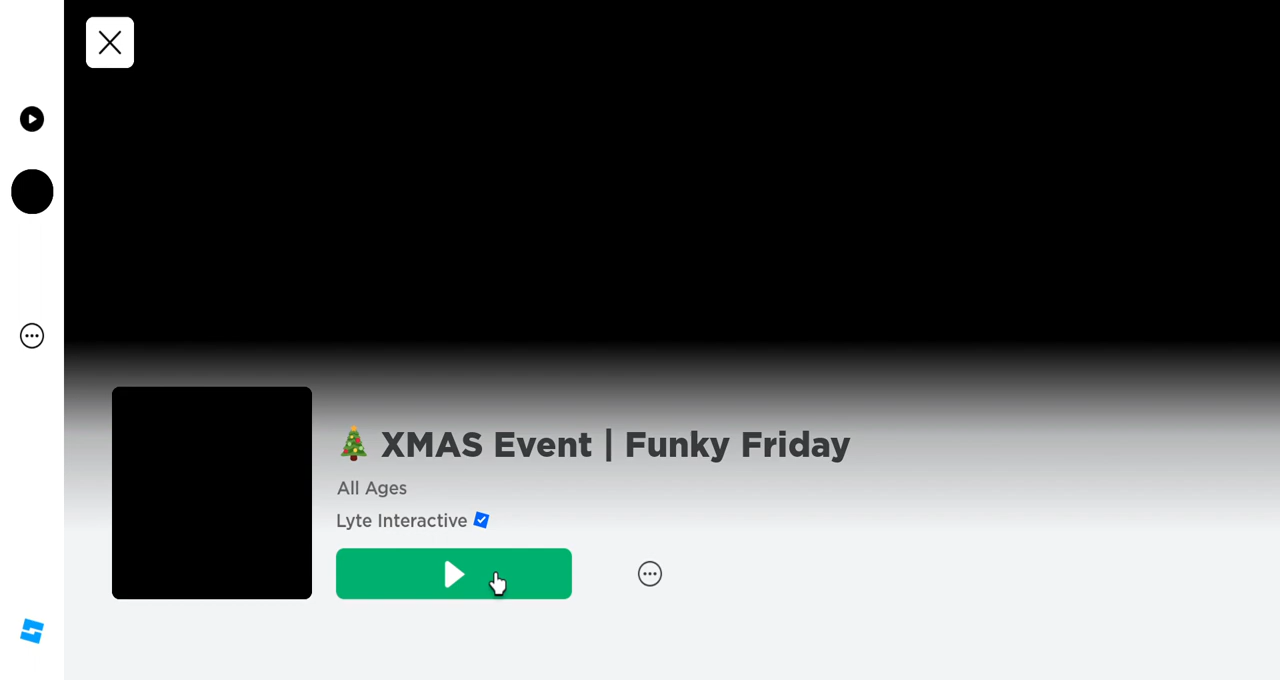 🎄 XMAS Event | Funky Friday
All Ages
Lyte Interactive